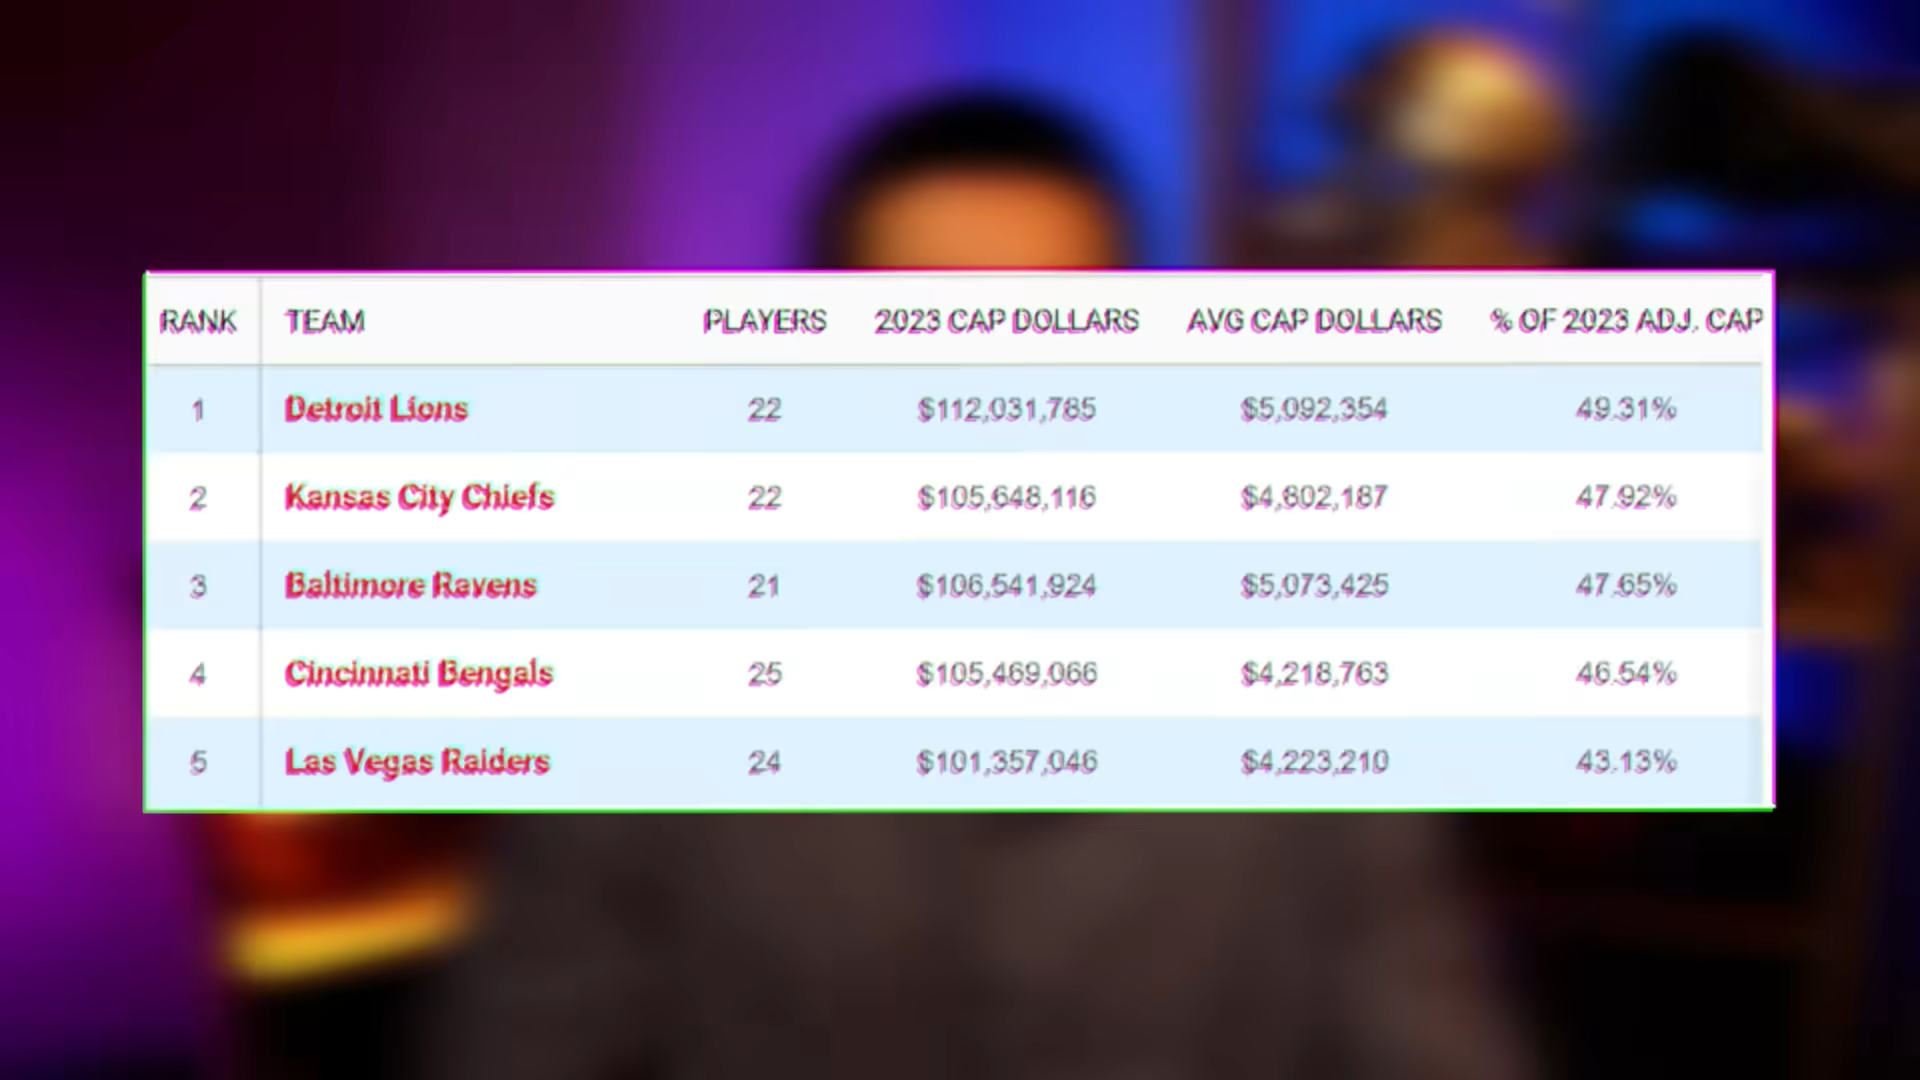 RANK TEAM PLAYERS 2023 CAP DOLLARS AVG CAP DOLLARS % OF 2023 ADJ. CAP
1 Detroit Lions 22 $112,031,785 $5,092,354 49.31%
2 Kansas City Chiefs 22 $105,648,116 $4,802,187 47.92%
3 Baltimore Ravens 21 $106,541,924 $5,073,425 47.65%
4 Cincinnati Bengals 25 $105,469,066 $4,218,763 46.54%
5 Las Vegas Raiders 24 $101,357,046 $4,223,210 43.13%